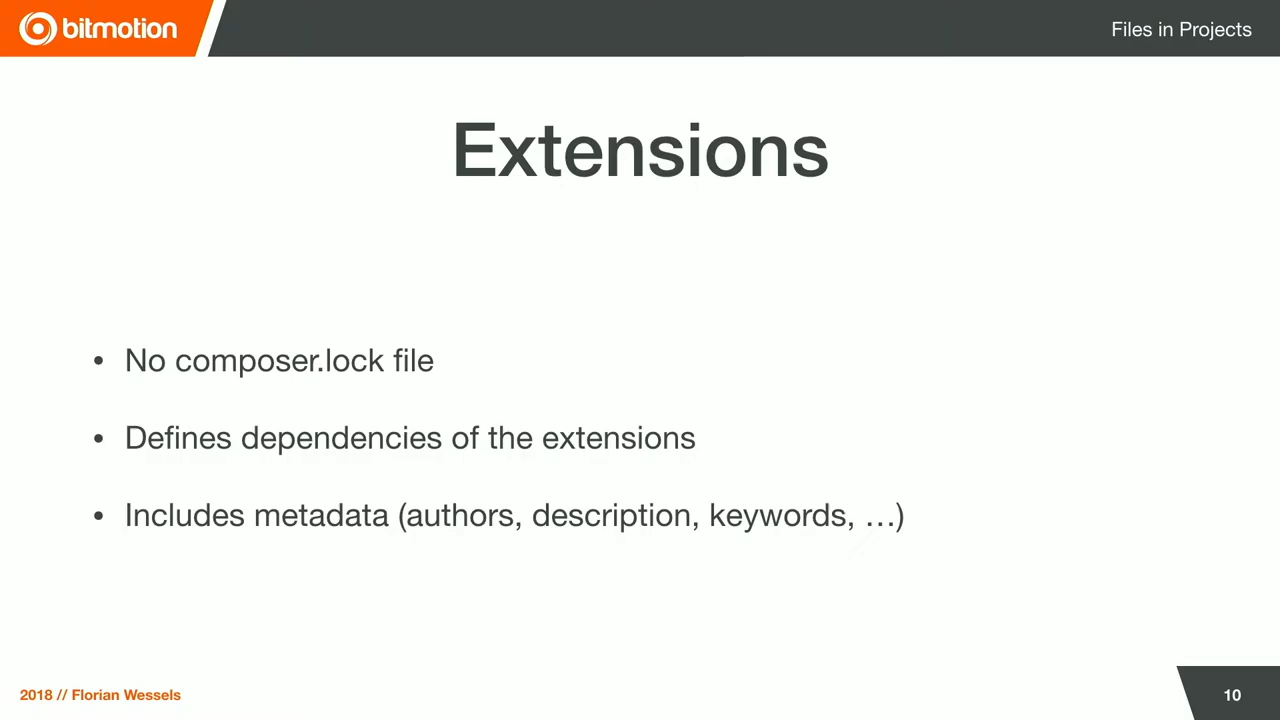 bitmotion
Files in Projects
Extensions
• No composer.lock file
• Defines dependencies of the extensions
• Includes metadata (authors, description, keywords, …)
2018 // Florian Wessels
10